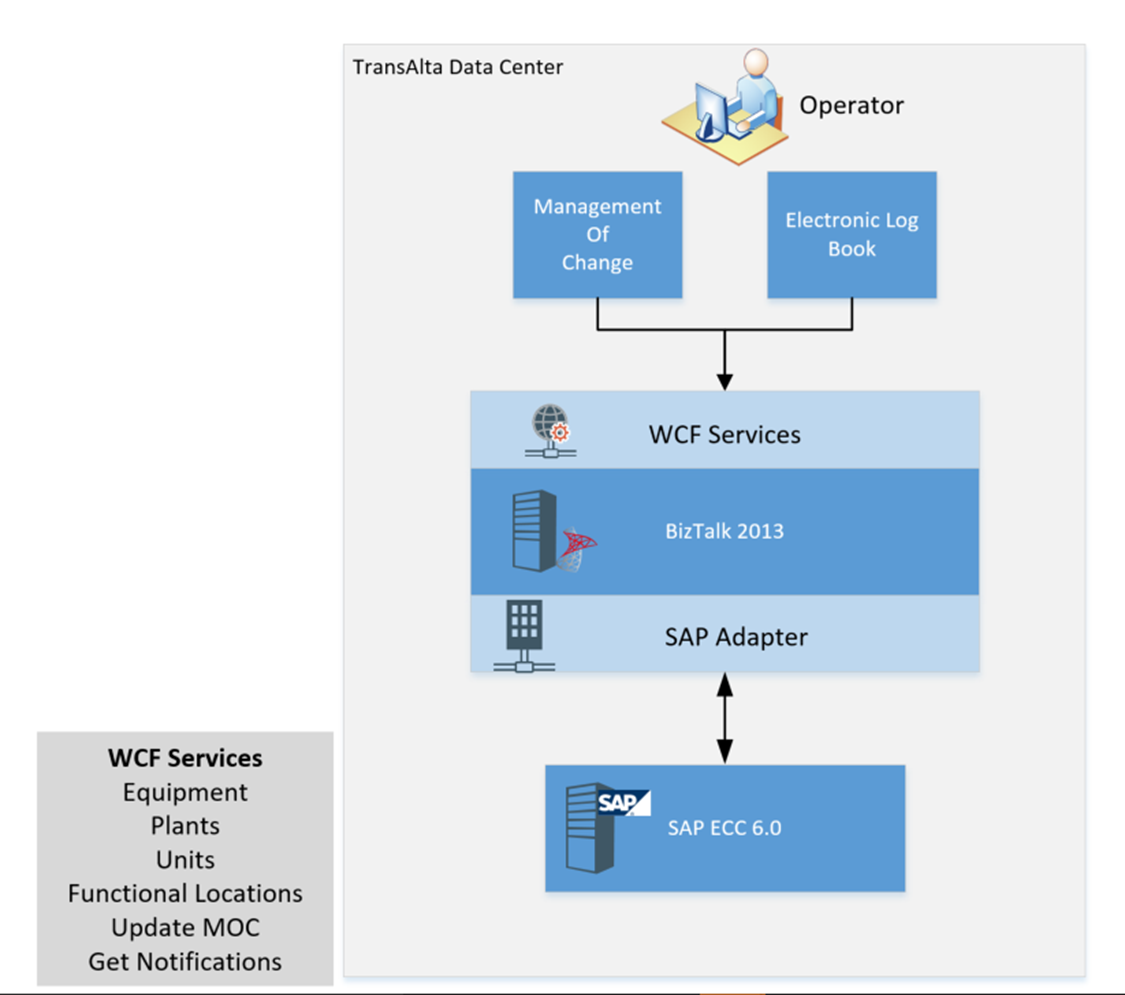 TransAlta Data Center
Operator
Management
Of
Change
Electronic Log
Book
WCF Services
BizTalk 2013
SAP Adapter
SAP
SAP ECC 6.0
WCF Services
Equipment
Plants
Units
Functional Locations
Update MOC
Get Notifications